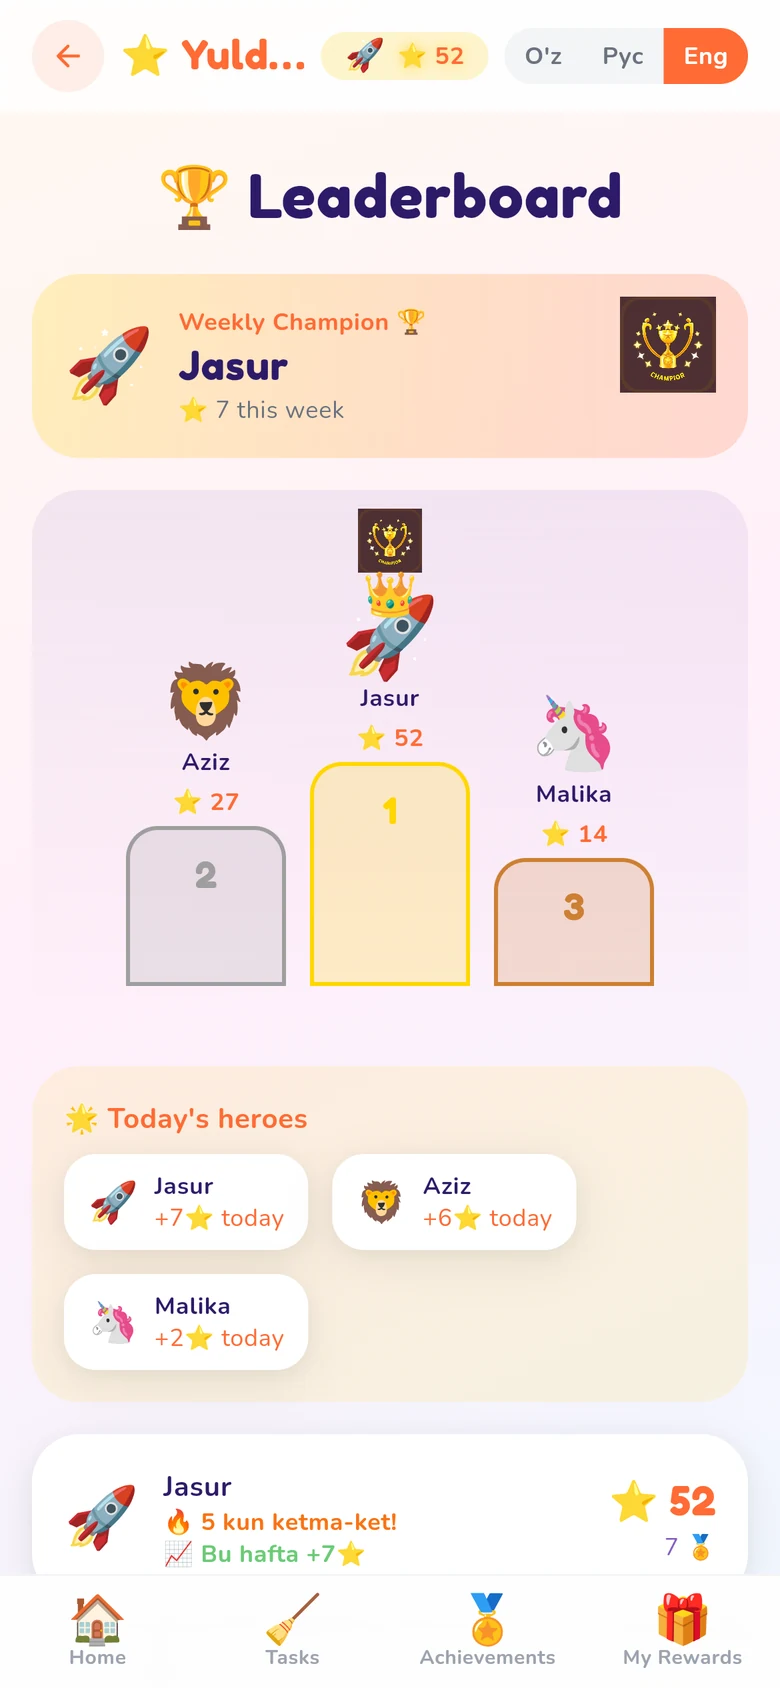 Yuld...
52
O'z
Рус
Eng
Leaderboard
Weekly Champion
Jasur
7 this week
CHAMPION
CHAMPION
Jasur
52
Aziz
27
Malika
14
1
2
3
Today's heroes
Jasur
+7 today
Aziz
+6 today
Malika
+2 today
Jasur
5 kun ketma-ket!
Bu hafta +7
52
7
Home
Tasks
Achievements
My Rewards